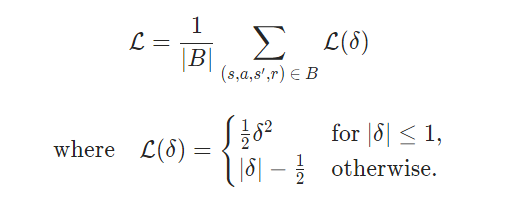 ℒ = 1/|B| ∑_{(s,a,s′,r) ∈ B} ℒ(δ)
where ℒ(δ) = { ½δ² for |δ| ≤ 1,
|δ| − ½ otherwise.